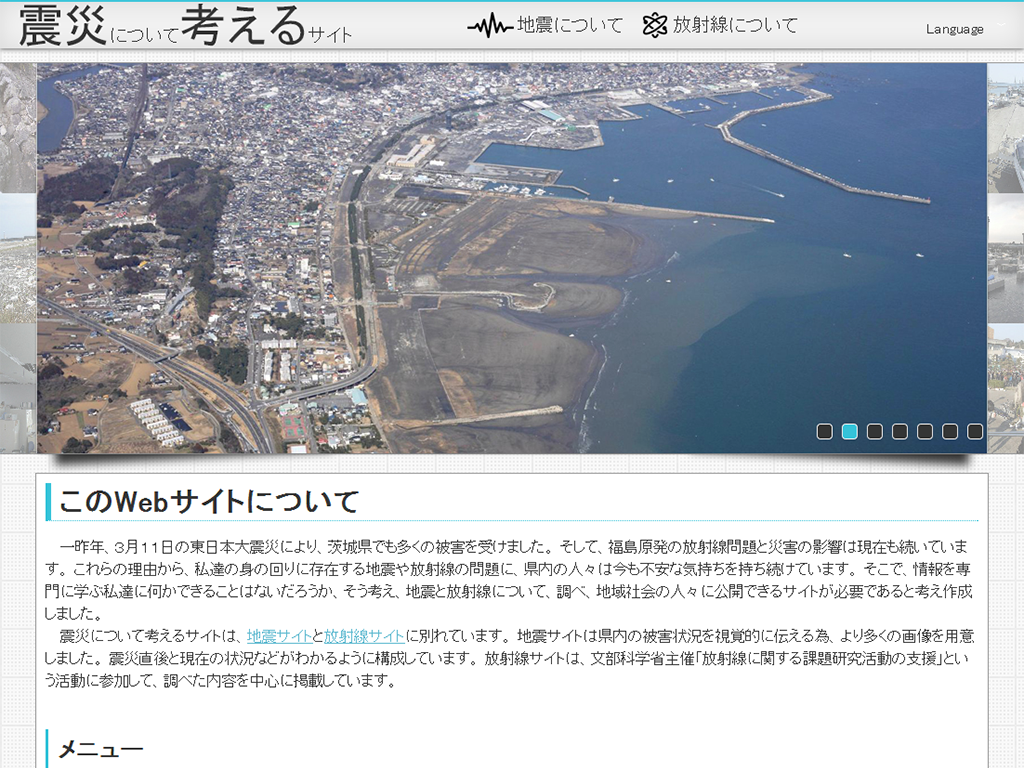 震災について考えるサイト
地震について
放射線について
Language
このWebサイトについて
一昨年、３月１１日の東日本大震災により、茨城県でも多くの被害を受けました。そして、福島原発の放射線問題と災害の影響は現在も続いていま
す。これらの理由から、私達の身の回りに存在する地震や放射線の問題に、県内の人々は今も不安な気持ちを持ち続けています。そこで、情報を専
門に学ぶ私達に何かできることはないだろうか、そう考え、地震と放射線について、調べ、地域社会の人々に公開できるサイトが必要であると考え作成
しました。
震災について考えるサイトは、地震サイトと放射線サイトに別れています。地震サイトは県内の被害状況を視覚的に伝える為、より多くの画像を用意
しました。震災直後と現在の状況などがわかるように構成しています。放射線サイトは、文部科学省主催「放射線に関する課題研究活動の支援」とい
う活動に参加して、調べた内容を中心に掲載しています。
メニュー